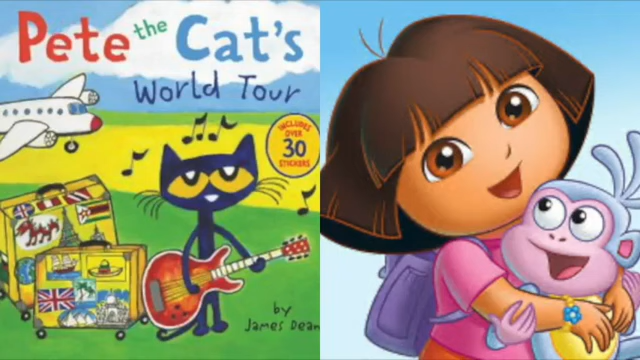 Pete the Cat's
World Tour
INCLUDES
OVER
30
STICKERS
by
James Dean